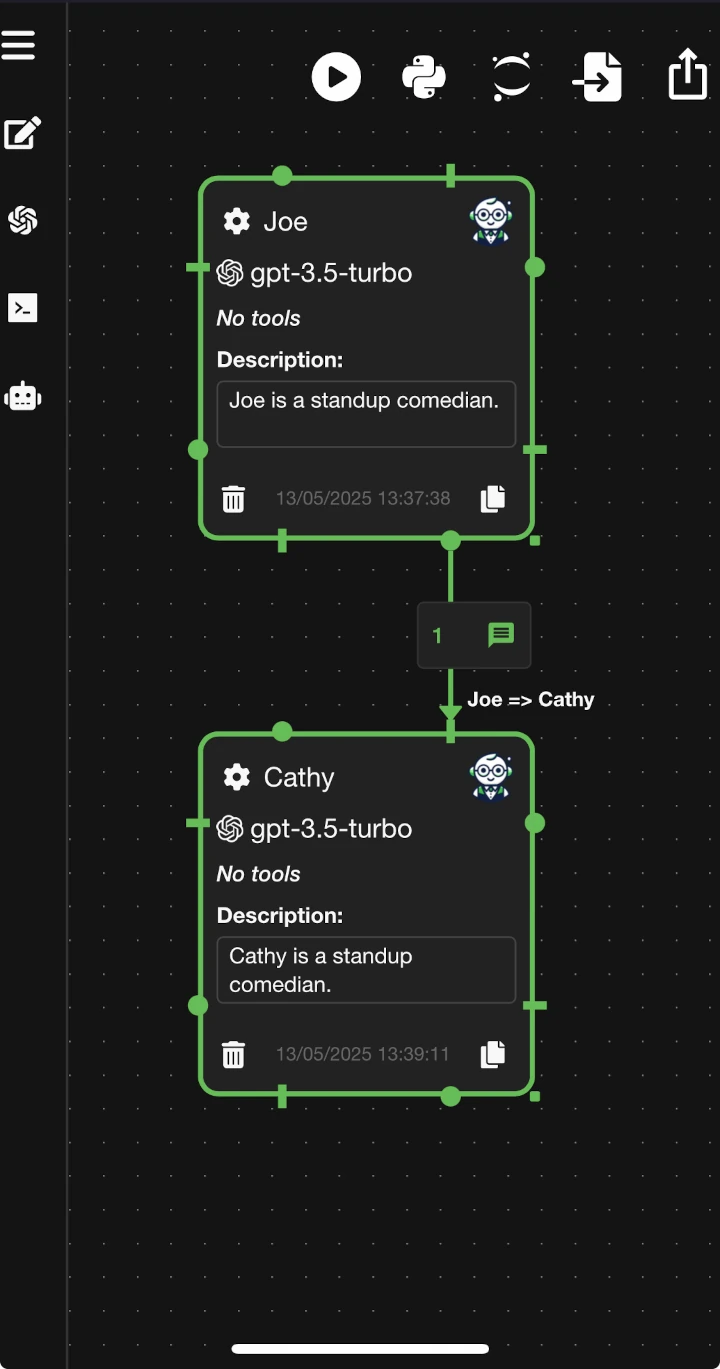 Joe
gpt-3.5-turbo
No tools
Description:
Joe is a standup comedian.
13/05/2025 13:37:38
1
Joe => Cathy
Cathy
gpt-3.5-turbo
No tools
Description:
Cathy is a standup
comedian.
13/05/2025 13:39:11